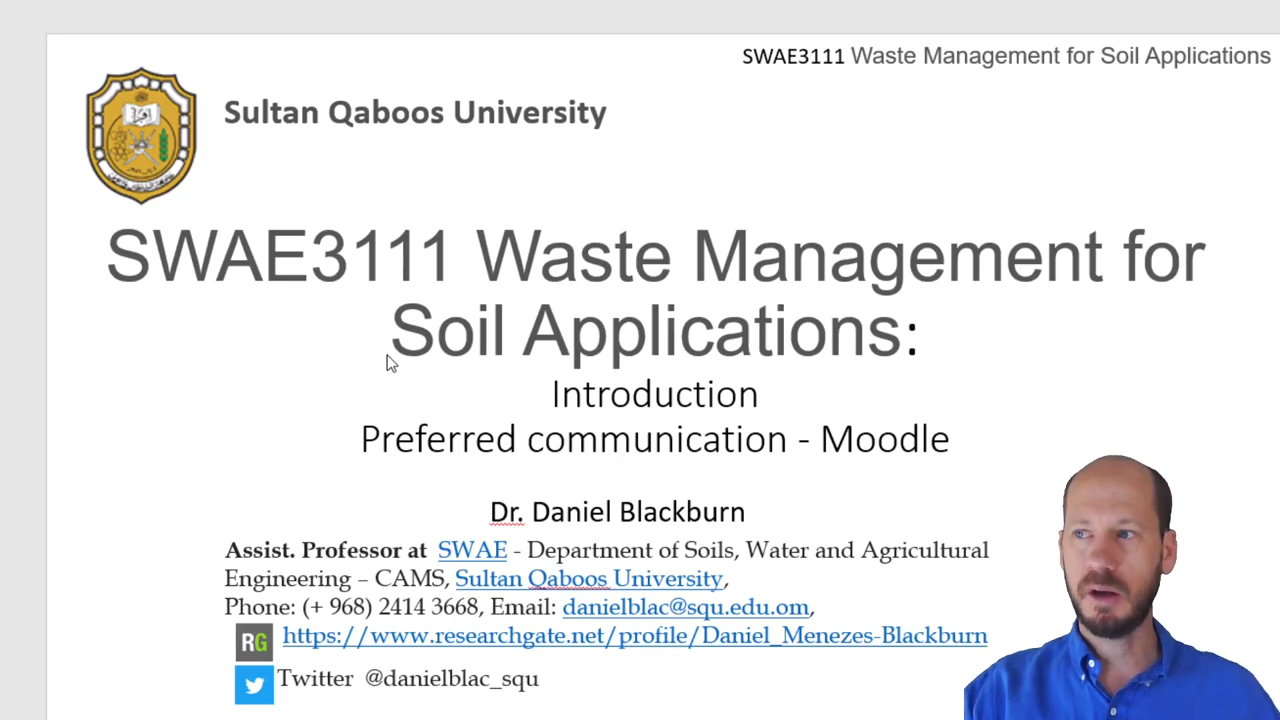 SWAE3111 Waste Management for Soil Applications
Sultan Qaboos University
SWAE3111 Waste Management for
Soil Applications:
Introduction
Preferred communication - Moodle
Dr. Daniel Blackburn
Assist. Professor at SWAE - Department of Soils, Water and Agricultural
Engineering – CAMS, Sultan Qaboos University,
Phone: (+ 968) 2414 3668, Email: danielblac@squ.edu.om,
RG https://www.researchgate.net/profile/Daniel_Menezes-Blackburn
Twitter @danielblac_squ